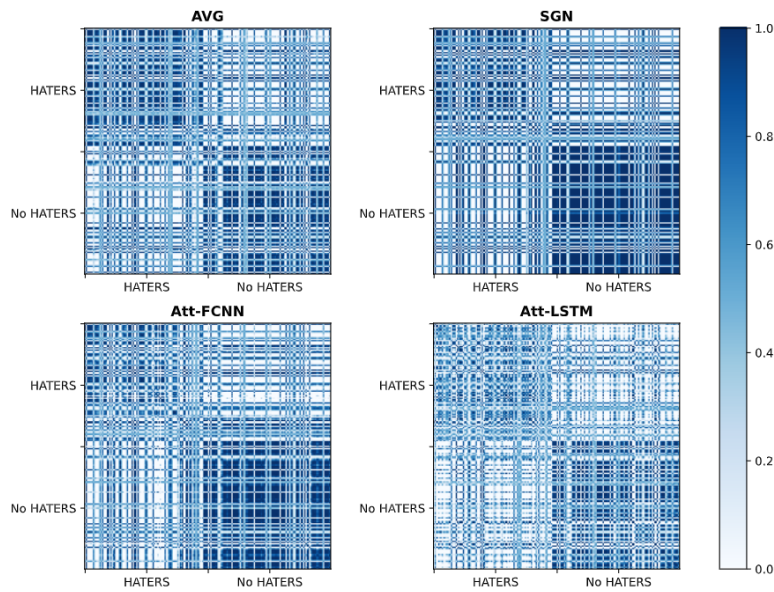 AVG
SGN
HATERS
No HATERS
HATERS No HATERS
HATERS
No HATERS
HATERS No HATERS
Att-FCNN
Att-LSTM
HATERS
No HATERS
HATERS No HATERS
HATERS
No HATERS
HATERS No HATERS
1.0
0.8
0.6
0.4
0.2
0.0